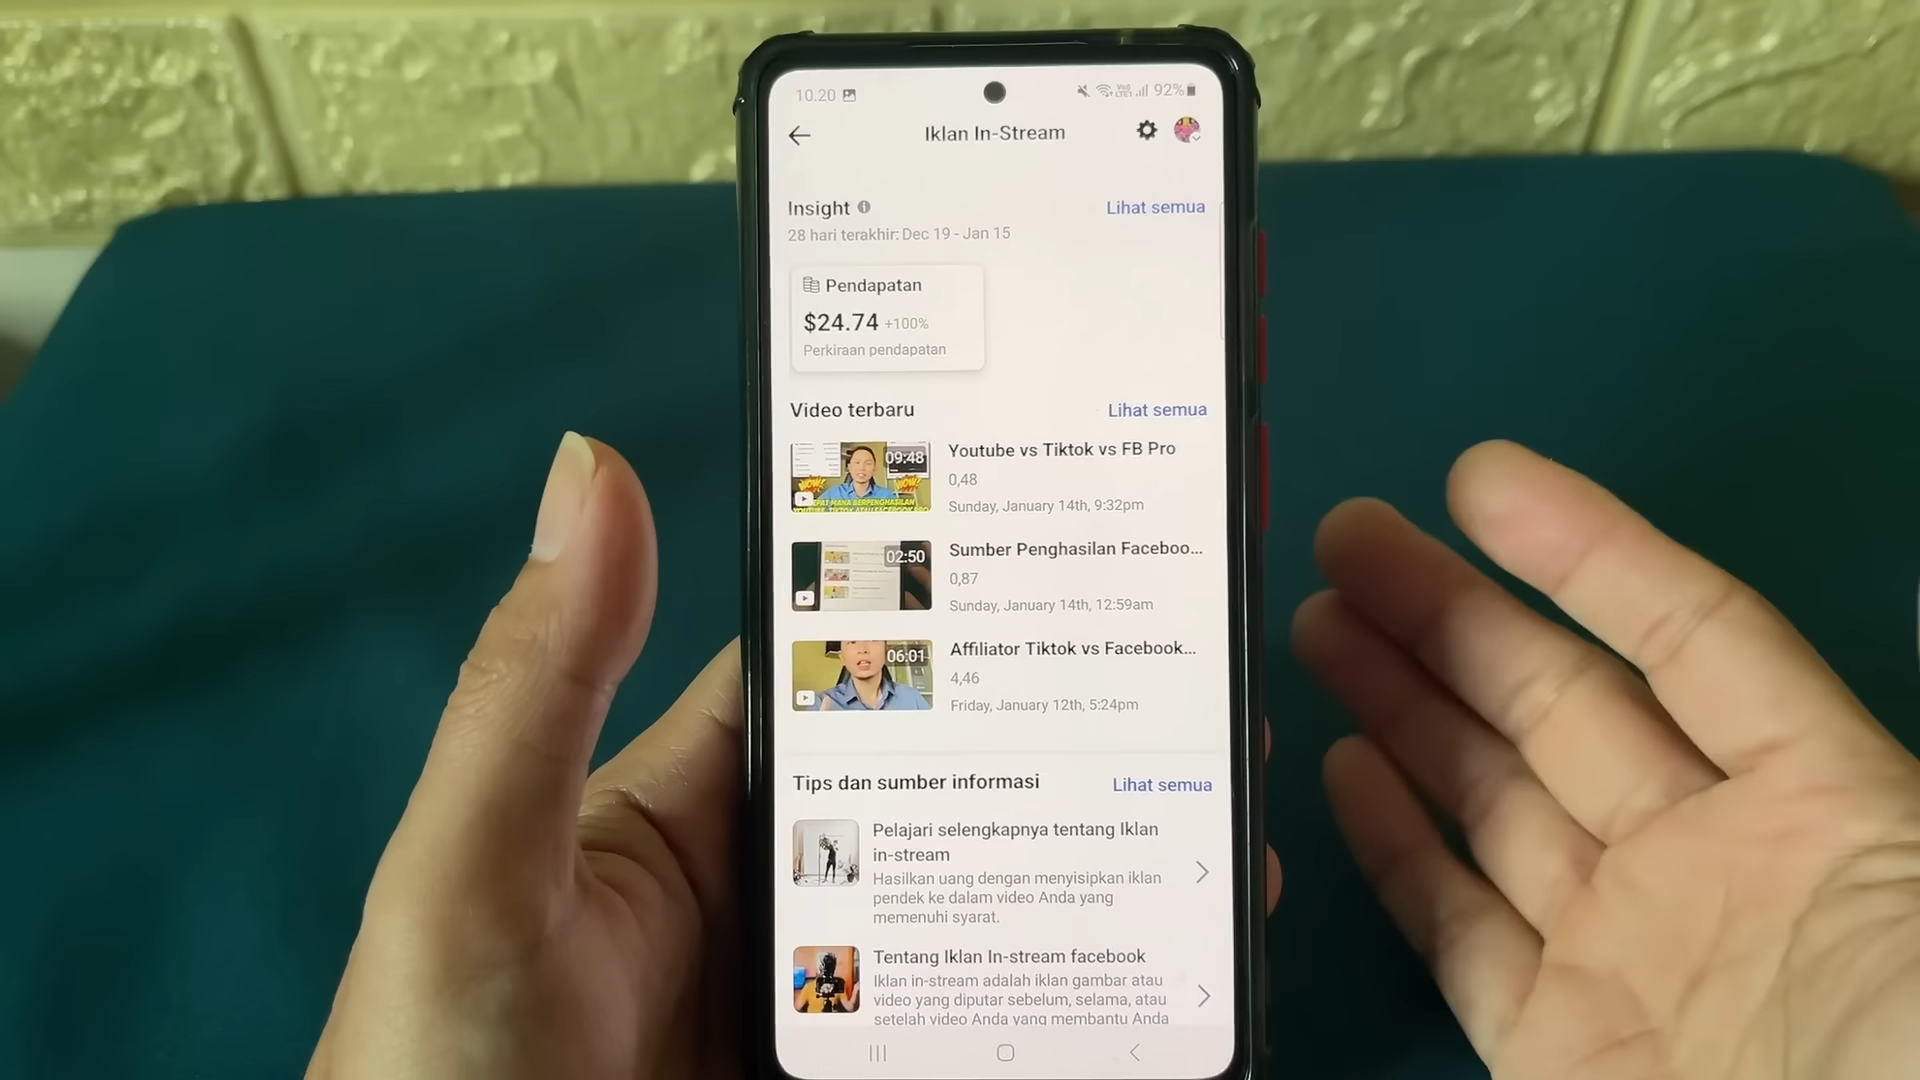 10.20 92%
Iklan In-Stream
Insight Lihat semua
28 hari terakhir: Dec 19 - Jan 15
Pendapatan
$24.74 +100%
Perkiraan pendapatan
Video terbaru Lihat semua
09:48
WOW! WOW!
Youtube vs Tiktok vs FB Pro
0,48
Sunday, January 14th, 9:32pm
02:50
Sumber Penghasilan Faceboo...
0,87
Sunday, January 14th, 12:59am
06:01
Affiliator Tiktok vs Facebook...
4,46
Friday, January 12th, 5:24pm
Tips dan sumber informasi Lihat semua
Pelajari selengkapnya tentang Iklan
in-stream
Hasilkan uang dengan menyisipkan iklan
pendek ke dalam video Anda yang
memenuhi syarat.
Tentang Iklan In-stream facebook
Iklan in-stream adalah iklan gambar atau
video yang diputar sebelum, selama, atau
setelah video Anda yang membantu Anda